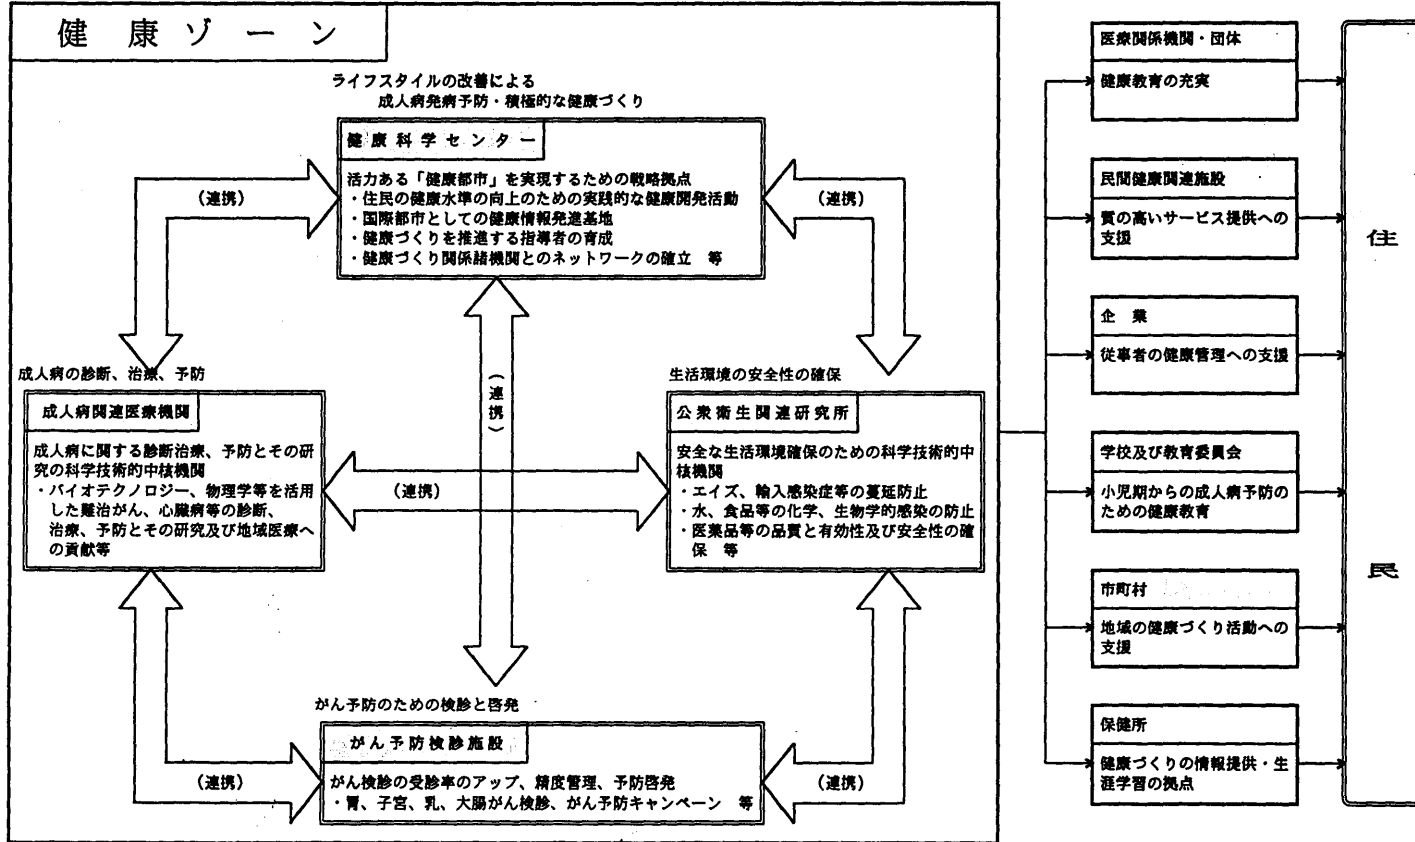 健康ゾーン
ライフスタイルの改善による
成人病発病予防・積極的な健康づくり
健康科学センター
活力ある「健康都市」を実現するための戦略拠点
・住民の健康水準の向上のための実践的な健康開発活動
・国際都市としての健康情報発進基地
・健康づくりを推進する指導者の育成
・健康づくり関係諸機関とのネットワークの確立　等
(連携)
(連携)
成人病の診断、治療、予防
成人病関連医療機関
成人病に関する診断治療、予防とその研
究の科学技術的中核機関
・バイオテクノロジー、物理学等を活用
した難治がん、心臓病等の診断、
治療、予防とその研究及び地域医療へ
の貢献等
(連携)
(連携)
生活環境の安全性の確保
公衆衛生関連研究所
安全な生活環境確保のための科学技術的中
核機関
・エイズ、輸入感染症等の蔓延防止
・水、食品等の化学、生物学的感染の防止
・医薬品等の品質と有効性及び安全性の確
保　等
がん予防のための検診と啓発
がん予防検診施設
がん検診の受診率のアップ、精度管理、予防啓発
・胃、子宮、乳、大腸がん検診、がん予防キャンペーン　等
(連携)
(連携)
医療関係機関・団体
健康教育の充実
民間健康関連施設
質の高いサービス提供への
支援
企　業
従事者の健康管理への支援
学校及び教育委員会
小児期からの成人病予防の
ための健康教育
市町村
地域の健康づくり活動への
支援
保健所
健康づくりの情報提供・生
涯学習の拠点
住民